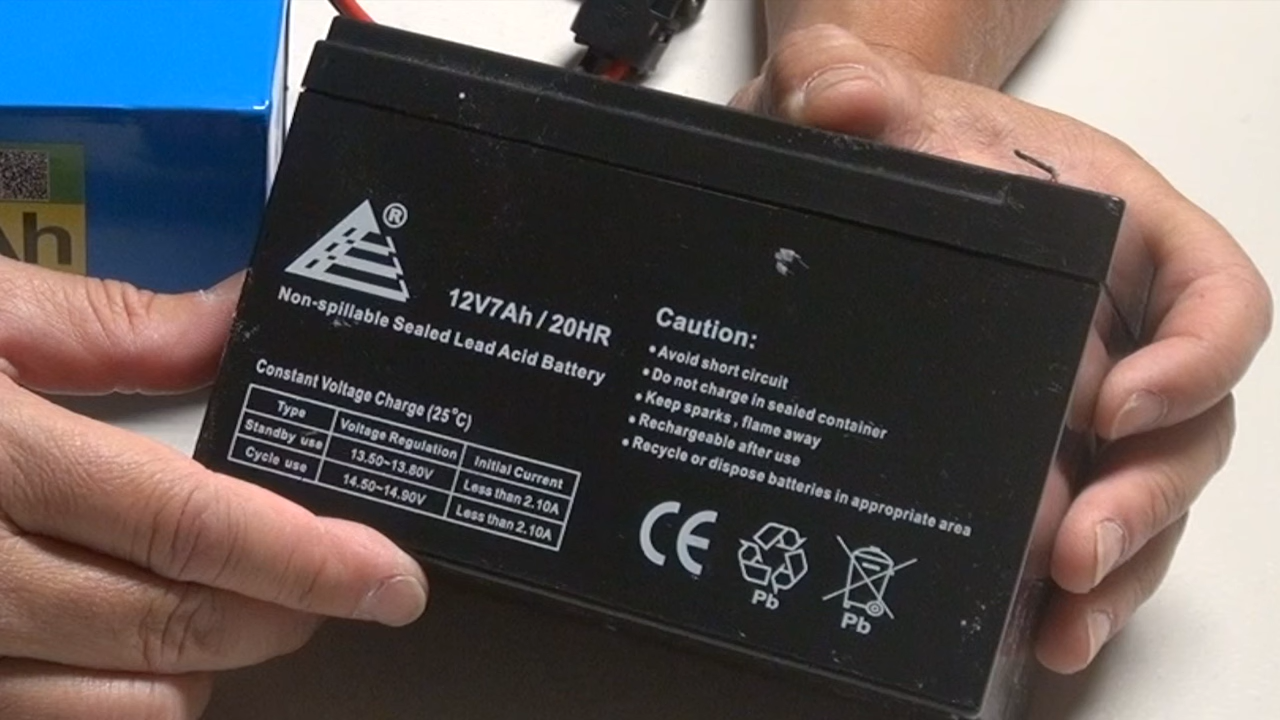 Ah
®
12V7Ah / 20HR
Non-spillable Sealed Lead Acid Battery
Constant Voltage Charge (25°C)
Type Voltage Regulation Initial Current
Standby use 13.50~13.80V Less than 2.10A
Cycle use 14.50~14.90V Less than 2.10A
Caution:
• Avoid short circuit
• Do not charge in sealed container
• Keep sparks , flame away
• Rechargeable after use
• Recycle or dispose batteries in appropriate area
CE
Pb
Pb